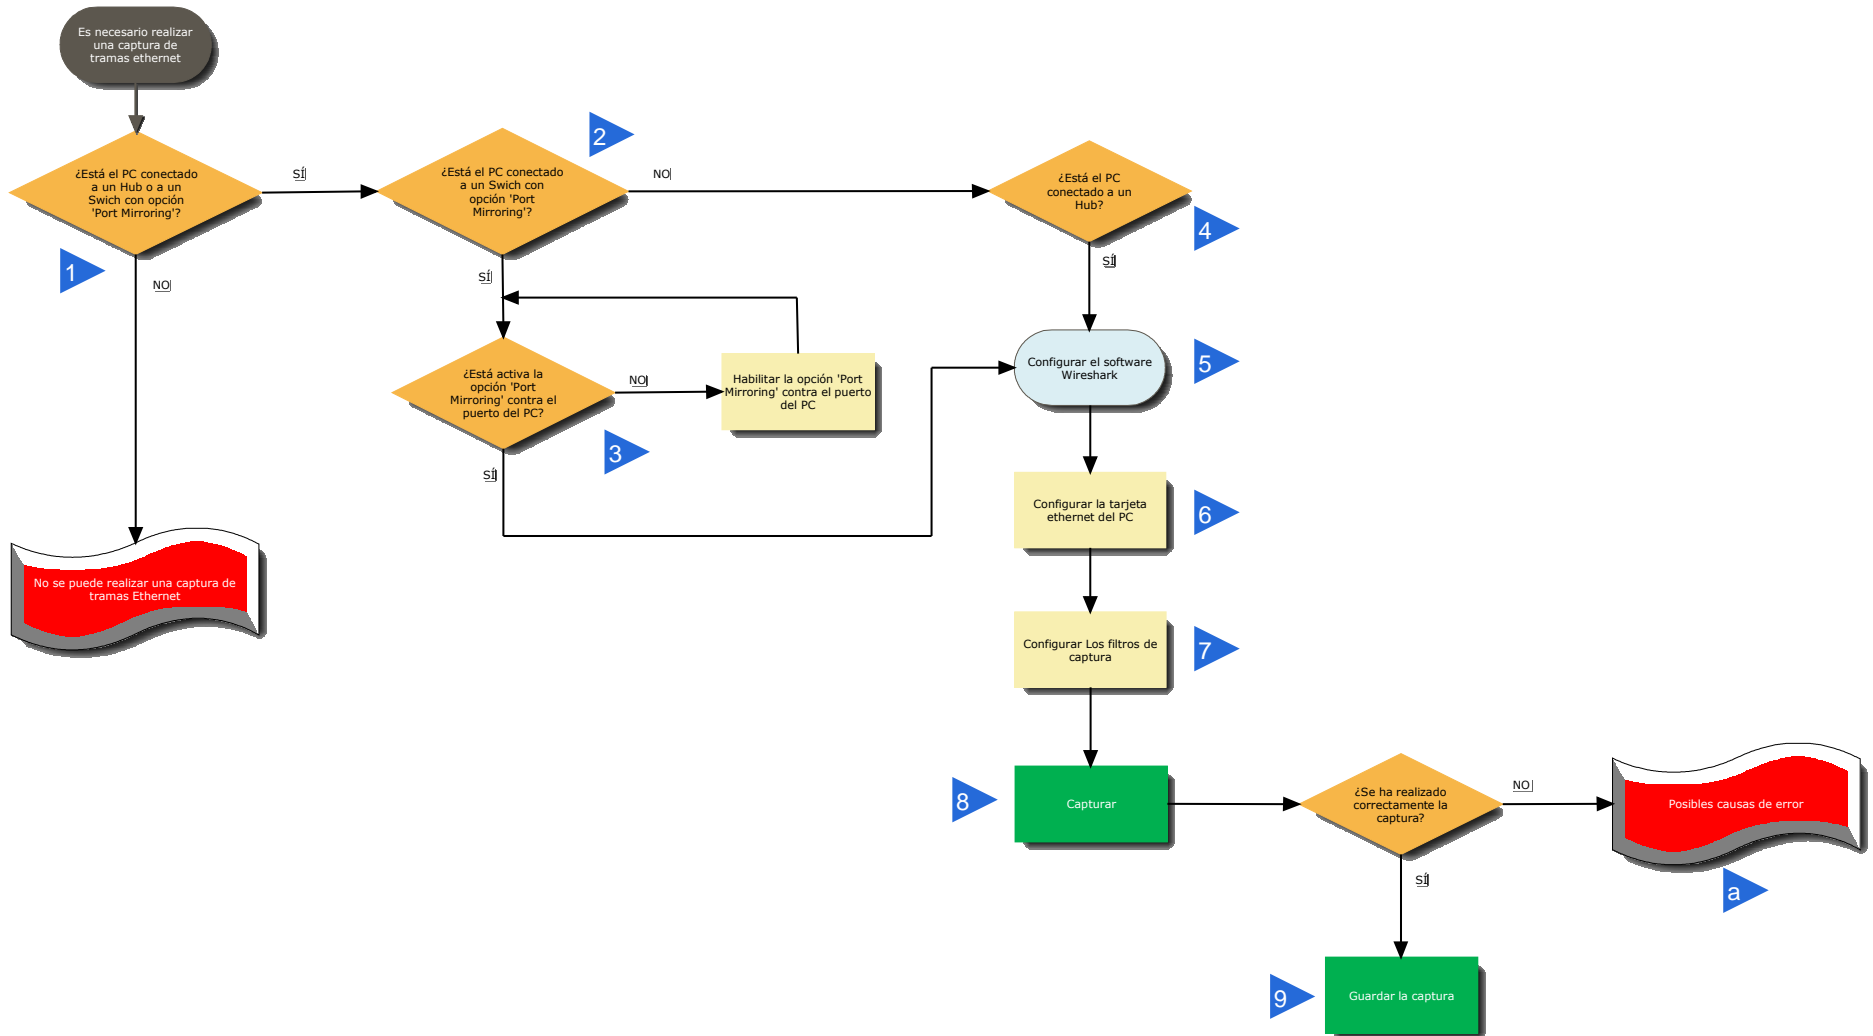 Es necesario realizar
una captura de
tramas ethernet
2
¿Está el PC conectado
a un Hub o a un
Swich con opción
'Port Mirroring'?
SÍ
¿Está el PC conectado
a un Swich con
opción 'Port
Mirroring'?
NO
¿Está el PC
conectado a un
Hub?
4
1
NO
SÍ
SÍ
¿Está activa la
opción 'Port
Mirroring' contra el
puerto del PC?
NO
Habilitar la opción 'Port
Mirroring' contra el puerto
del PC
3
SÍ
Configurar el software
Wireshark
5
Configurar la tarjeta
ethernet del PC
6
No se puede realizar una captura de
tramas Ethernet
Configurar Los filtros de
captura
7
8
Capturar
¿Se ha realizado
correctamente la
captura?
NO
Posibles causas de error
a
SÍ
9
Guardar la captura